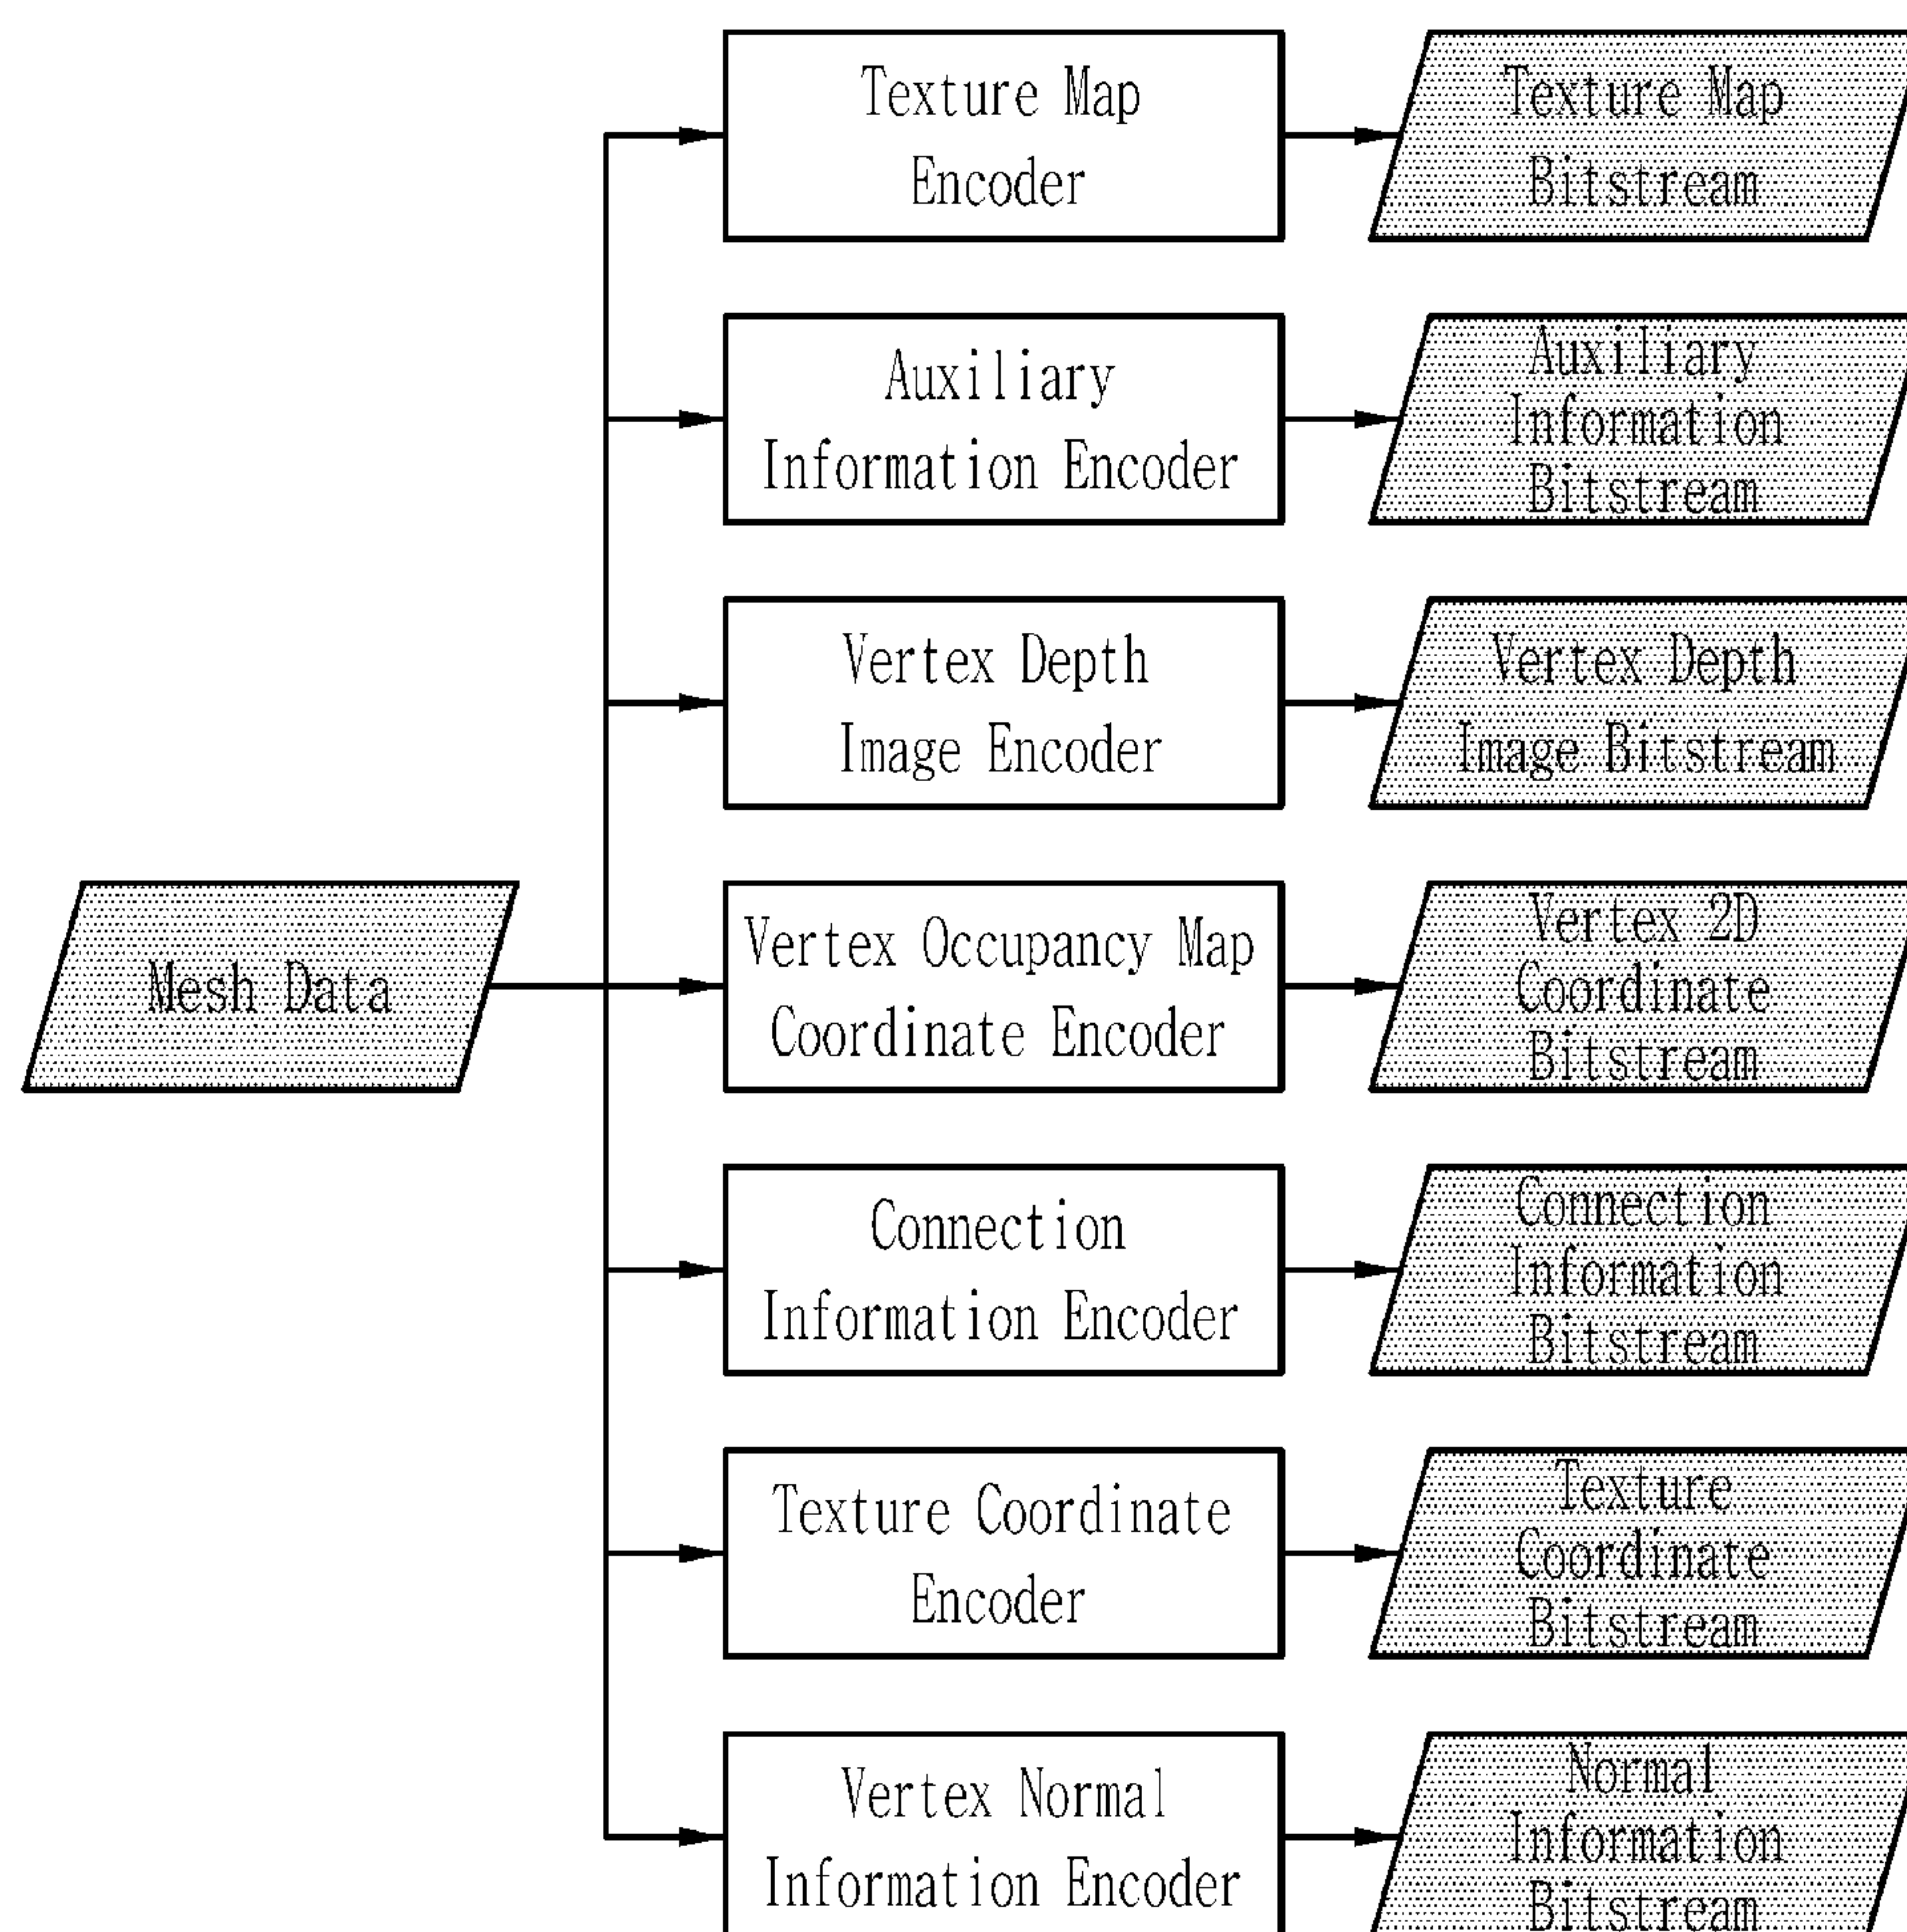 Texture Map
Encoder
Texture Map
Bitstream
Auxiliary
Information Encoder
Auxiliary
Information
Bitstream
Vertex Depth
Image Encoder
Vertex Depth
Image Bitstream
Mesh Data
Vertex Occupancy Map
Coordinate Encoder
Vertex 2D
Coordinate
Bitstream
Connection
Information Encoder
Connection
Information
Bitstream
Texture Coordinate
Encoder
Texture
Coordinate
Bitstream
Vertex Normal
Information Encoder
Normal
Information
Bitstream